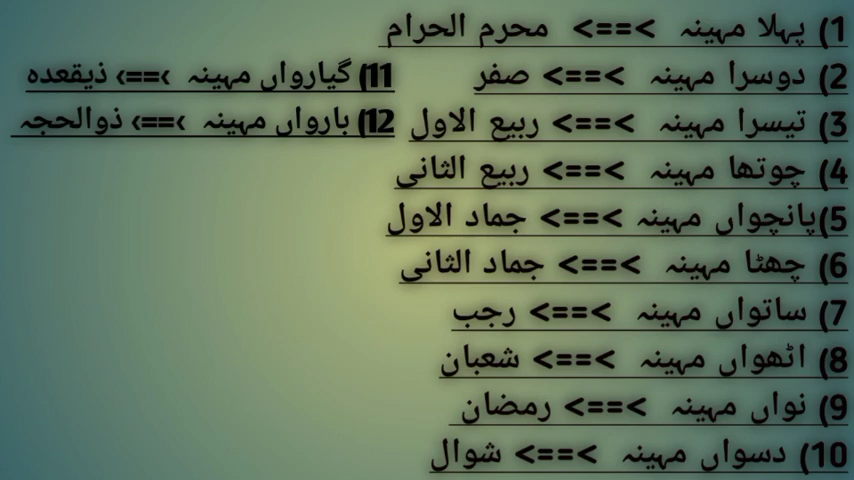 1) پہلا مہینہ <==> محرم الحرام
2) دوسرا مہینہ <==> صفر
3) تیسرا مہینہ <==> ربیع الاول
4) چوتھا مہینہ <==> ربیع الثانی
5)پانچواں مہینہ <==> جماد الاول
6) چھٹا مہینہ <==> جماد الثانی
7) ساتواں مہینہ <==> رجب
8) اٹھواں مہینہ <==> شعبان
9) نواں مہینہ <==> رمضان
10) دسواں مہینہ <==> شوال
11) گیارواں مہینہ <==> ذیقعدہ
12) بارواں مہینہ <==> ذوالحجہ